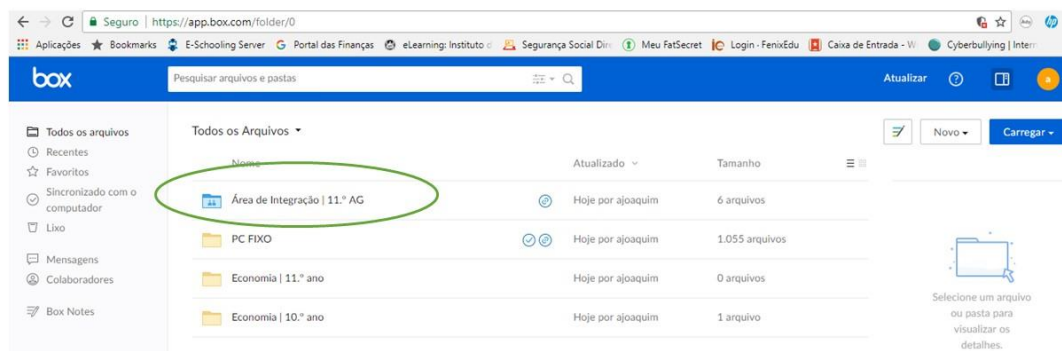 Seguro | https://app.box.com/folder/0
Aplicações Bookmarks E-Schooling Server Portal das Finanças eLearning: Instituto d Segurança Social Dire Meu FatSecret Login · FenixEdu Caixa de Entrada - W Cyberbullying | Intern
box Pesquisar arquivos e pastas Atualizar ? a
Todos os arquivos
Recentes
Favoritos
Sincronizado com o
computador
Lixo
Mensagens
Colaboradores
Box Notes
Todos os Arquivos Novo Carregar
Nome Atualizado Tamanho
Área de Integração | 11.º AG Hoje por ajoaquim 6 arquivos
PC FIXO Hoje por ajoaquim 1.055 arquivos
Economia | 11.º ano Hoje por ajoaquim 0 arquivos
Economia | 10.º ano Hoje por ajoaquim 1 arquivo
Selecione um arquivo
ou pasta para
visualizar os
detalhes.